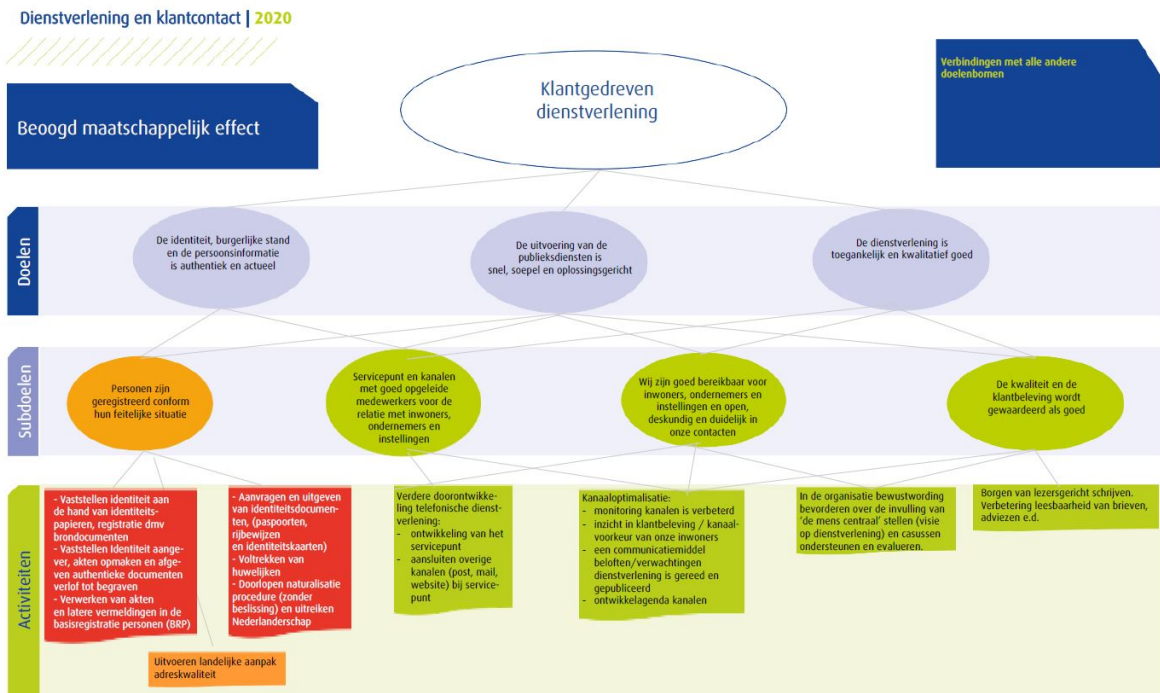 Dienstverlening en klantcontact | 2020
Beoogd maatschappelijk effect
Klantgedreven
dienstverlening
Verbindingen met alle andere
doelenbomen
Doelen
De identiteit, burgerlijke stand
en de persoonsinformatie
is authentiek en actueel
De uitvoering van de
publieksdiensten is
snel, soepel en oplossingsgericht
De dienstverlening is
toegankelijk en kwalitatief goed
Subdoelen
Personen zijn
geregistreerd conform
hun feitelijke situatie
Servicepunt en kanalen
met goed opgeleide
medewerkers voor de
relatie met inwoners,
ondernemers en
instellingen
Wij zijn goed bereikbaar voor
inwoners, ondernemers en
instellingen en open,
deskundig en duidelijk in
onze contacten
De kwaliteit en de
klantbeleving wordt
gewaardeerd als goed
Activiteiten
- Vaststellen identiteit aan
de hand van identiteits-
papieren, registratie dmv
brondocumenten
- Vaststellen Identiteit aange-
ver, akten opmaken en afge-
ven authentieke documenten
verlof tot begraven
- Verwerken van akten
en latere vermeldingen in de
basisregistratie personen (BRP)
- Aanvragen en uitgeven
van identiteitsdocumen-
ten, (paspoorten,
rijbewijzen
en identiteitskaarten)
- Voltrekken van
huwelijken
- Doorlopen naturalisatie
procedure (zonder
beslissing) en uitreiken
Nederlanderschap
Verdere doorontwikke-
ling telefonische dienst-
verlening:
- ontwikkeling van het
servicepunt
- aansluiten overige
kanalen (post, mail,
website) bij service-
punt
Kanaaloptimalisatie:
- monitoring kanalen is verbeterd
- inzicht in klantbeleving / kanaal-
voorkeur van onze inwoners
- een communicatiemiddel
beloften/verwachtingen
dienstverlening is gereed en
gepubliceerd
- ontwikkelagenda kanalen
In de organisatie bewustwording
bevorderen over de invulling van
'de mens centraal' stellen (visie
op dienstverlening) en casussen
ondersteunen en evalueren.
Borgen van lezersgericht schrijven.
Verbetering leesbaarheid van brieven,
adviezen e.d.
Uitvoeren landelijke aanpak
adreskwaliteit